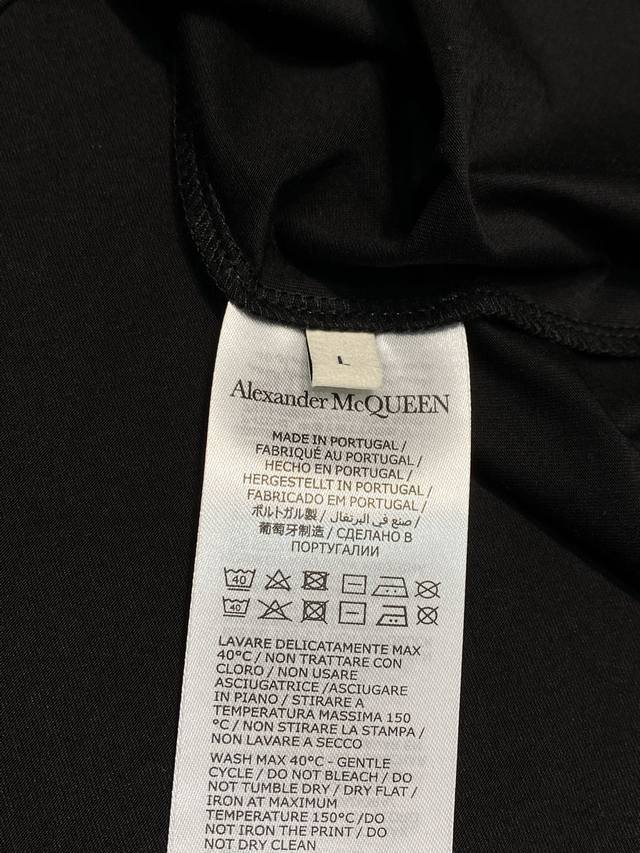 L
Alexander McQUEEN
MADE IN PORTUGAL /
FABRIQUÉ AU PORTUGAL /
HECHO EN PORTUGAL /
HERGESTELLT IN PORTUGAL /
FABRICADO EM PORTUGAL /
ポルトガル製 / صنع في البرتغال /
葡萄牙制造 / СДЕЛАНО В
ПОРТУГАЛИИ
40
40
LAVARE DELICATAMENTE MAX
40°C / NON TRATTARE CON
CLORO / NON USARE
ASCIUGATRICE /ASCIUGARE
IN PIANO / STIRARE A
TEMPERATURA MASSIMA 150
°C / NON STIRARE LA STAMPA /
NON LAVARE A SECCO
WASH MAX 40°C - GENTLE
CYCLE / DO NOT BLEACH / DO
NOT TUMBLE DRY / DRY FLAT /
IRON AT MAXIMUM
TEMPERATURE 150°C /DO
NOT IRON THE PRINT / DO
NOT DRY CLEAN